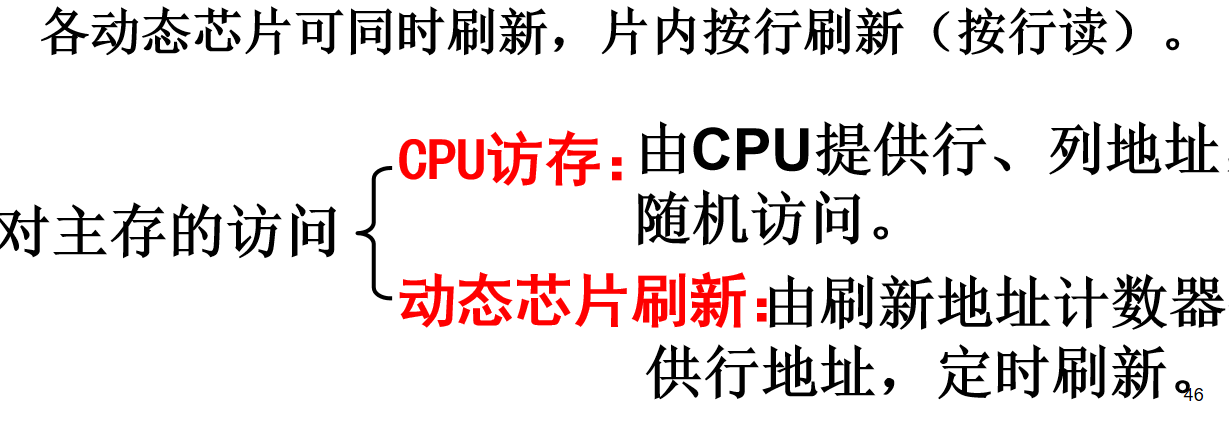 各动态芯片可同时刷新，片内按行刷新（按行读）。
CPU访存：由CPU提供行、列地址，
随机访问。
对主存的访问
动态芯片刷新：由刷新地址计数器
供行地址，定时刷新。
46